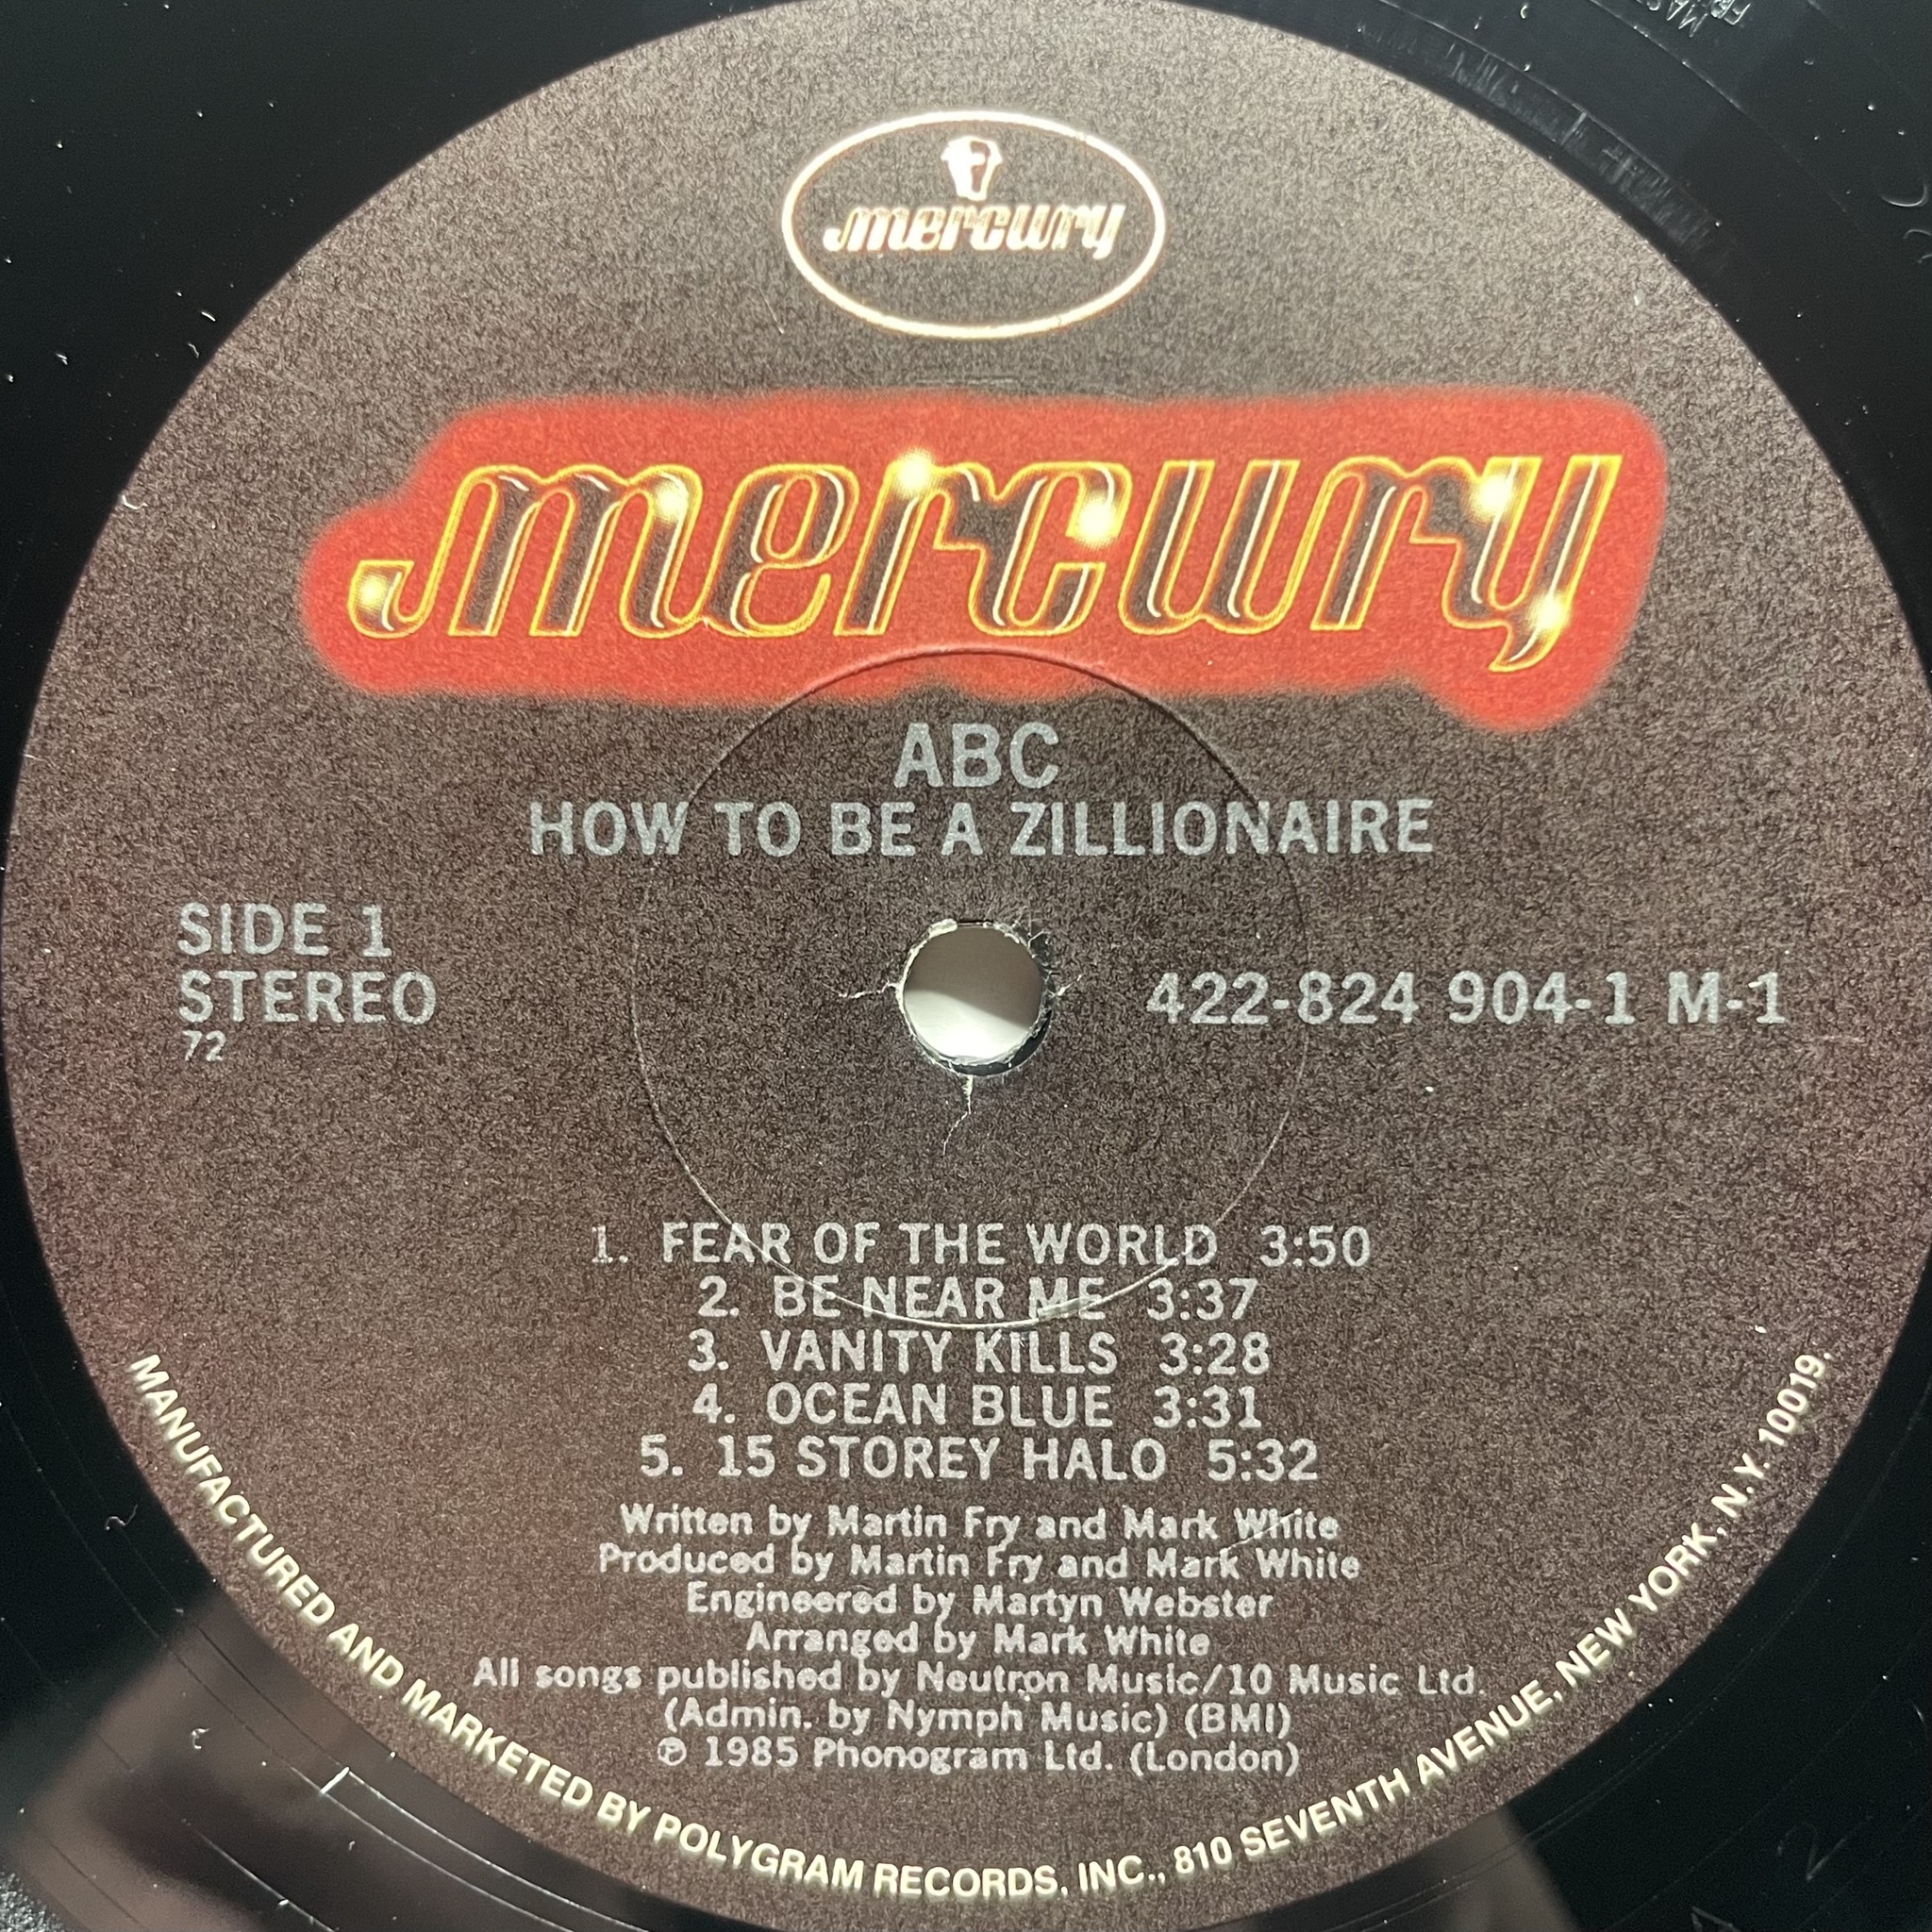 mercury
mercury
ABC
HOW TO BE A ZILLIONAIRE
SIDE 1
STEREO
72
422-824 904-1 M-1
1. FEAR OF THE WORLD 3:50
2. BE NEAR ME 3:37
3. VANITY KILLS 3:28
4. OCEAN BLUE 3:31
5. 15 STOREY HALO 5:32
Written by Martin Fry and Mark White
Produced by Martin Fry and Mark White
Engineered by Martyn Webster
Arranged by Mark White
All songs published by Neutron Music/10 Music Ltd.
(Admin. by Nymph Music) (BMI)
℗ 1985 Phonogram Ltd. (London)
MANUFACTURED AND MARKETED BY POLYGRAM RECORDS, INC., 810 SEVENTH AVENUE, NEW YORK, N.Y. 10019.